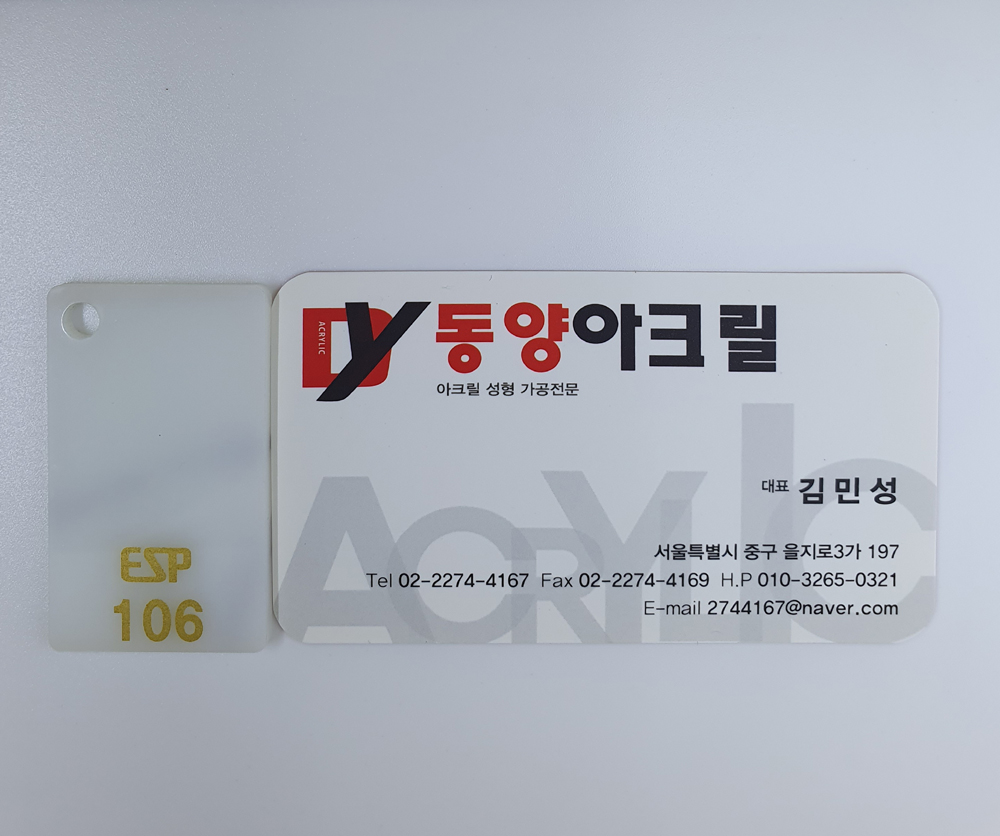 ESP
106
DY
ACRYLIC
동양아크릴
아크릴 성형 가공전문
ACRYLIC
대표 김민성
서울특별시 중구 을지로3가 197
Tel 02-2274-4167 Fax 02-2274-4169 H.P 010-3265-0321
E-mail 2744167@naver.com